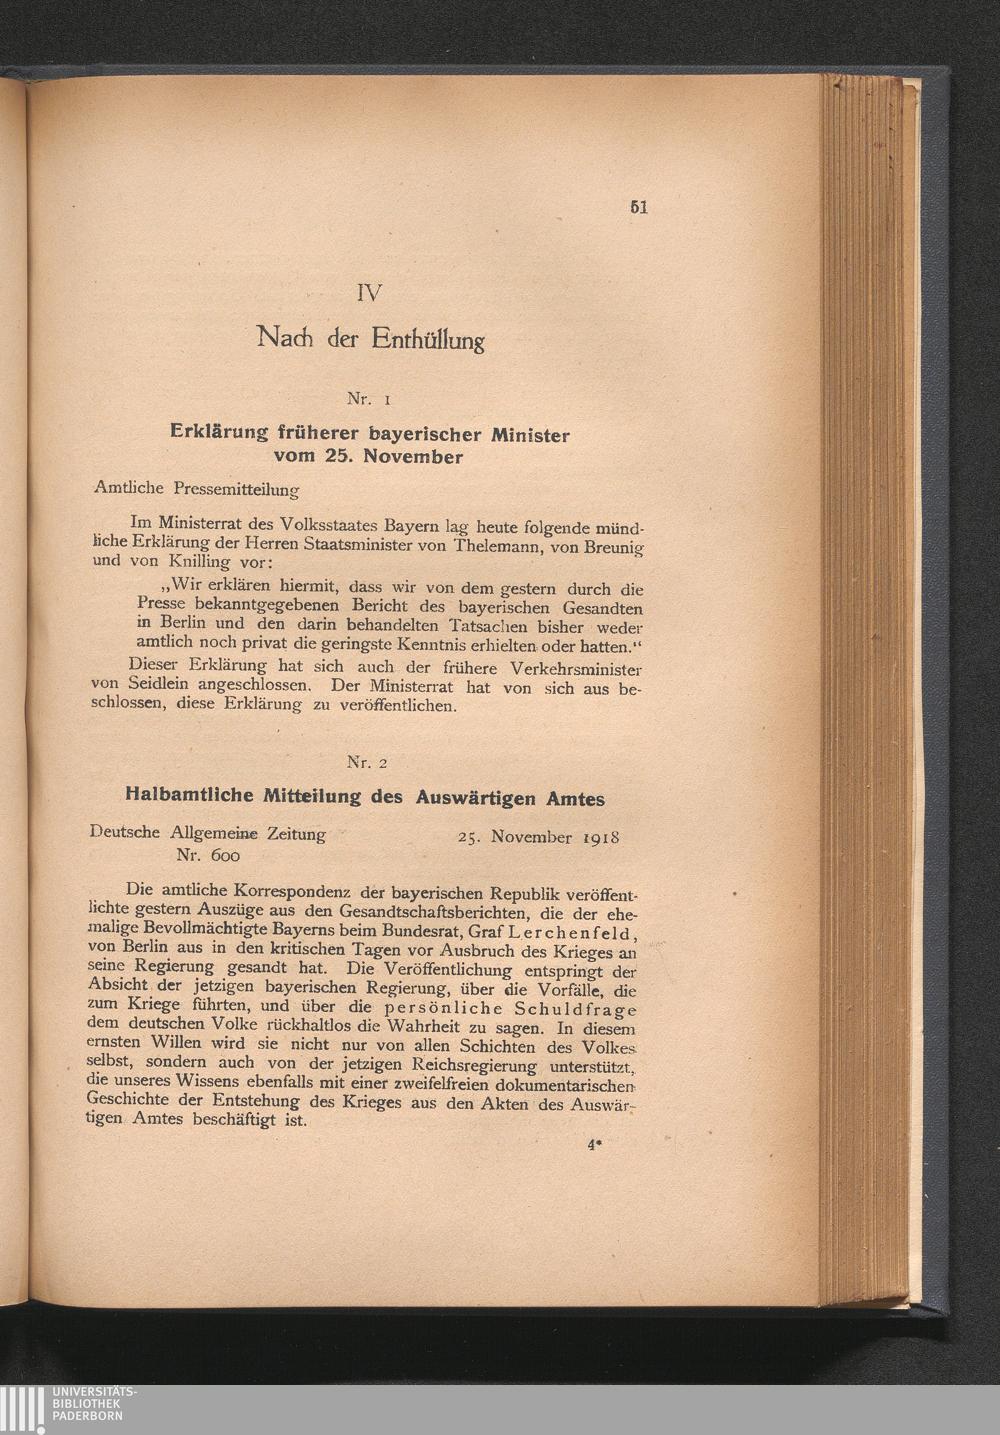 51
IV
Nach der Enthüllung
Nr. 1
Erklärung früherer bayerischer Minister
vom 25. November
Amtliche Pressemitteilung
Im Ministerrat des Volksstaates Bayern lag heute folgende münd-
liche Erklärung der Herren Staatsminister von Thelemann, von Breunig
und von Knilling vor:
„Wir erklären hiermit, dass wir von dem gestern durch die
Presse bekanntgegebenen Bericht des bayerischen Gesandten
in Berlin und den darin behandelten Tatsachen bisher weder
amtlich noch privat die geringste Kenntnis erhielten oder hatten.“
Dieser Erklärung hat sich auch der frühere Verkehrsminister
von Seidlein angeschlossen. Der Ministerrat hat von sich aus be-
schlossen, diese Erklärung zu veröffentlichen.
Nr. 2
Halbamtliche Mitteilung des Auswärtigen Amtes
Deutsche Allgemeine Zeitung 25. November 1918
Nr. 600
Die amtliche Korrespondenz der bayerischen Republik veröffent-
lichte gestern Auszüge aus den Gesandtschaftsberichten, die der ehe-
malige Bevollmächtigte Bayerns beim Bundesrat, Graf Lerchenfeld,
von Berlin aus in den kritischen Tagen vor Ausbruch des Krieges an
seine Regierung gesandt hat. Die Veröffentlichung entspringt der
Absicht der jetzigen bayerischen Regierung, über die Vorfälle, die
zum Kriege führten, und über die persönliche Schuldfrage
dem deutschen Volke rückhaltlos die Wahrheit zu sagen. In diesem
ernsten Willen wird sie nicht nur von allen Schichten des Volkes
selbst, sondern auch von der jetzigen Reichsregierung unterstützt,
die unseres Wissens ebenfalls mit einer zweifelfreien dokumentarischen
Geschichte der Entstehung des Krieges aus den Akten des Auswär-
tigen Amtes beschäftigt ist.
4*
UNIVERSITÄTS-
BIBLIOTHEK
PADERBORN